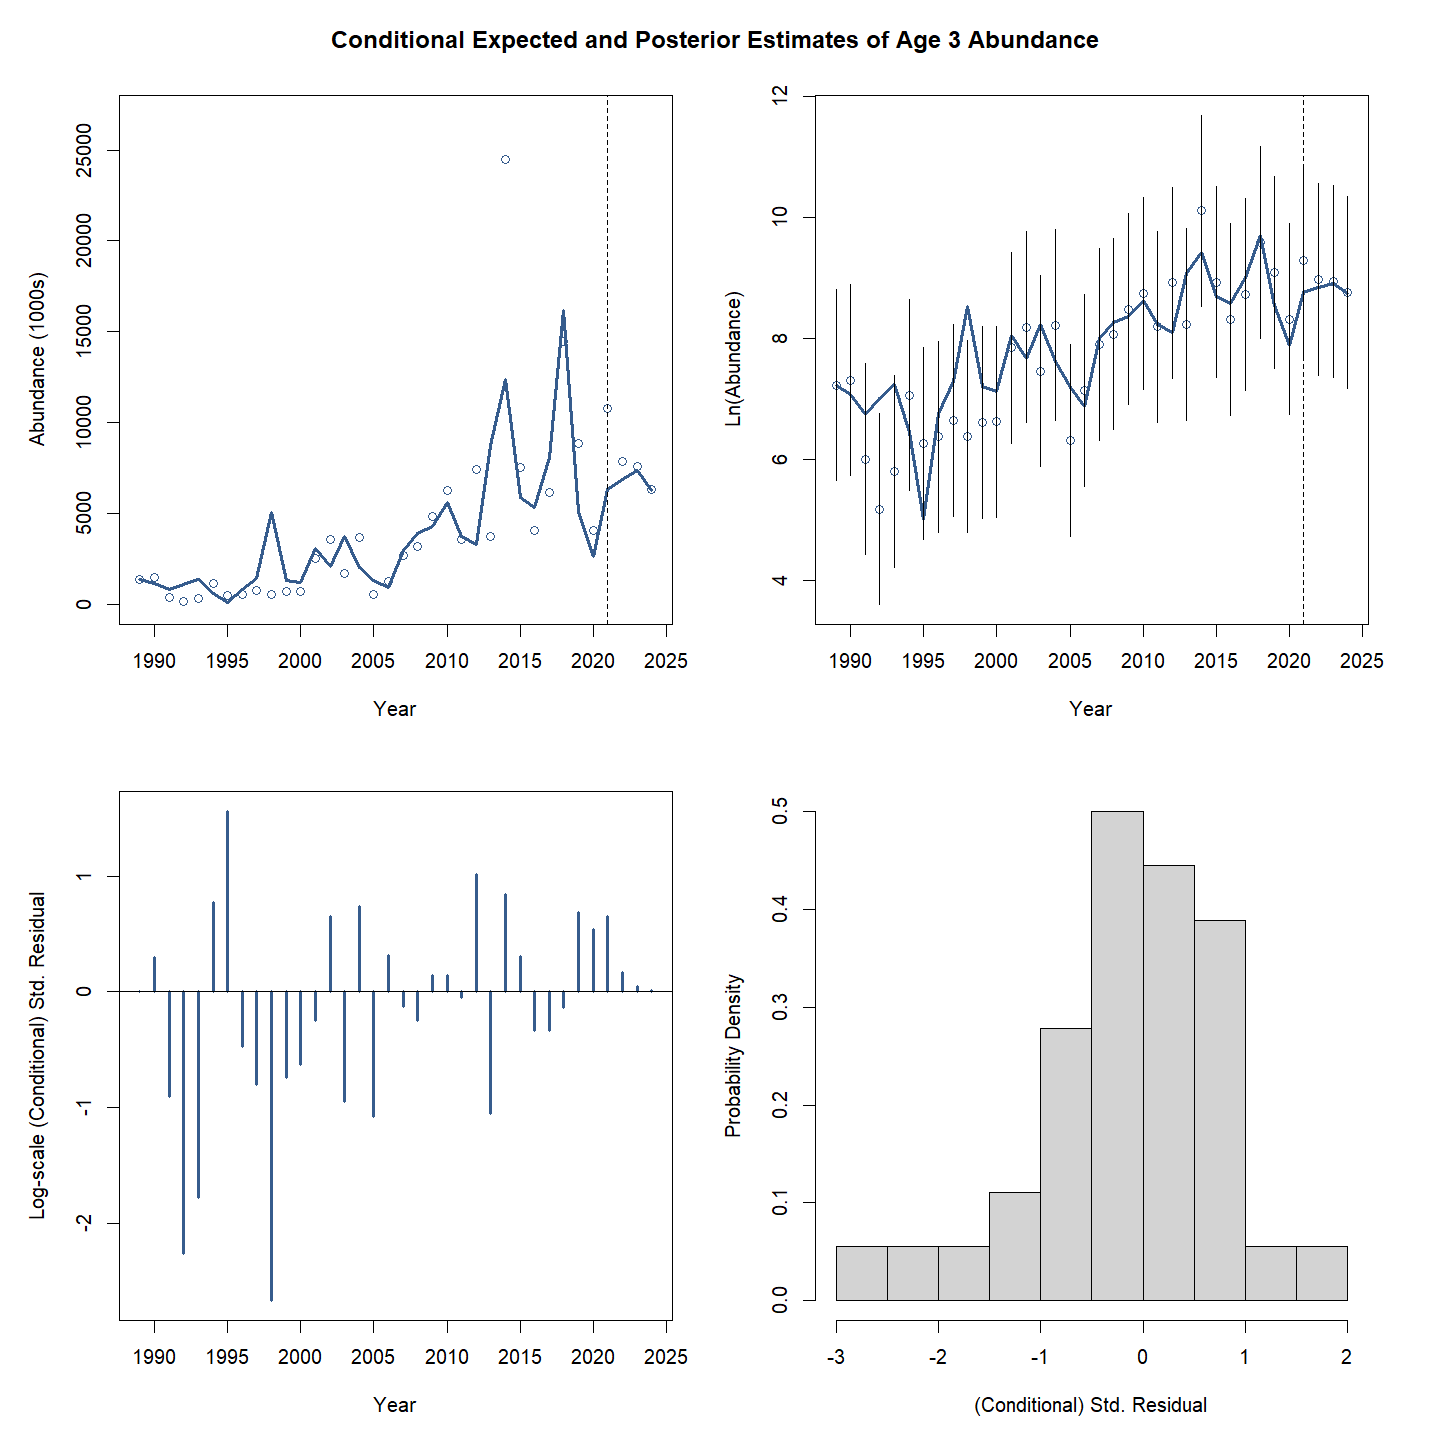 Conditional Expected and Posterior Estimates of Age 3 Abundance
Abundance (1000s)
25000
20000
15000
10000
5000
0
1990 1995 2000 2005 2010 2015 2020 2025
Year
Ln(Abundance)
12
10
8
6
4
1990 1995 2000 2005 2010 2015 2020 2025
Year
Log-scale (Conditional) Std. Residual
1
0
-1
-2
1990 1995 2000 2005 2010 2015 2020 2025
Year
Probability Density
0.5
0.4
0.3
0.2
0.1
0.0
-3 -2 -1 0 1 2
(Conditional) Std. Residual